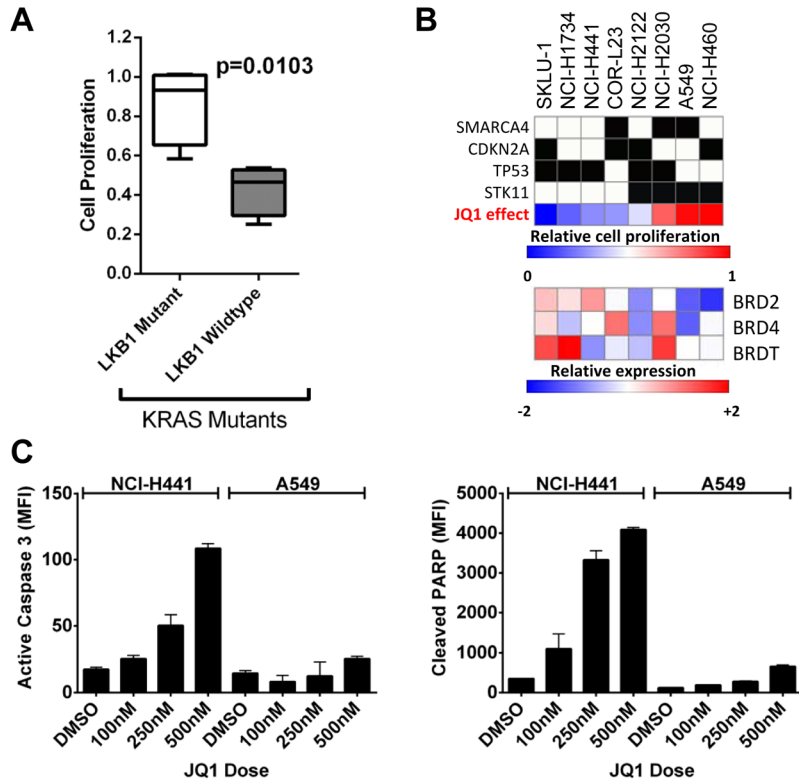 A
Cell Proliferation
1.2
1.0
0.8
0.6
0.4
0.2
0.0
p=0.0103
LKB1 Mutant
LKB1 Wildtype
KRAS Mutants
B
SKLU-1
NCI-H1734
NCI-H441
COR-L23
NCI-H2122
NCI-H2030
A549
NCI-H460
SMARCA4
CDKN2A
TP53
STK11
JQ1 effect
Relative cell proliferation
0 1
BRD2
BRD4
BRDT
Relative expression
-2 +2
C
NCI-H441 A549
Active Caspase 3 (MFI)
150
100
50
0
DMSO
100nM
250nM
500nM
DMSO
100nM
250nM
500nM
JQ1 Dose
NCI-H441 A549
Cleaved PARP (MFI)
5000
4000
3000
2000
1000
0
DMSO
100nM
250nM
500nM
DMSO
100nM
250nM
500nM
JQ1 Dose